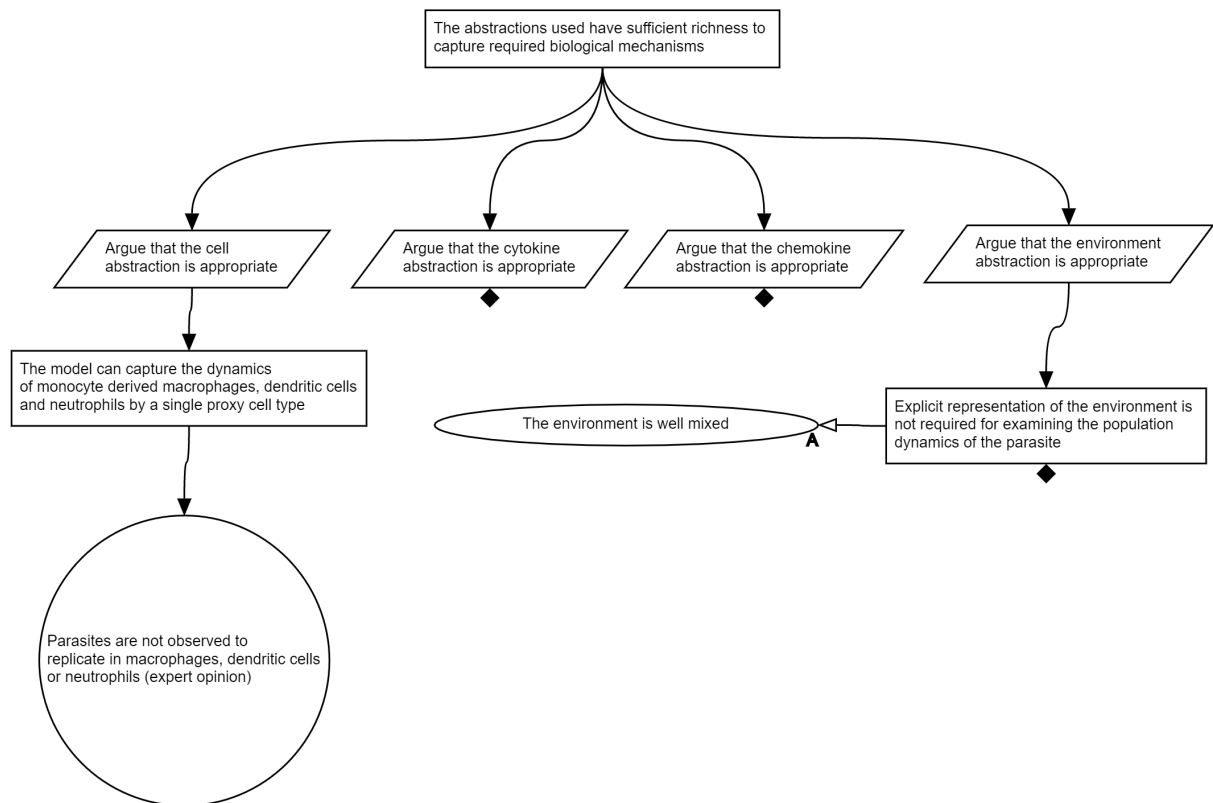 The abstractions used have sufficient richness to
capture required biological mechanisms
Argue that the cell
abstraction is appropriate
Argue that the cytokine
abstraction is appropriate
Argue that the chemokine
abstraction is appropriate
Argue that the environment
abstraction is appropriate
The model can capture the dynamics
of monocyte derived macrophages, dendritic cells
and neutrophils by a single proxy cell type
The environment is well mixed
A
Explicit representation of the environment is
not required for examining the population
dynamics of the parasite
Parasites are not observed to
replicate in macrophages, dendritic cells
or neutrophils (expert opinion)